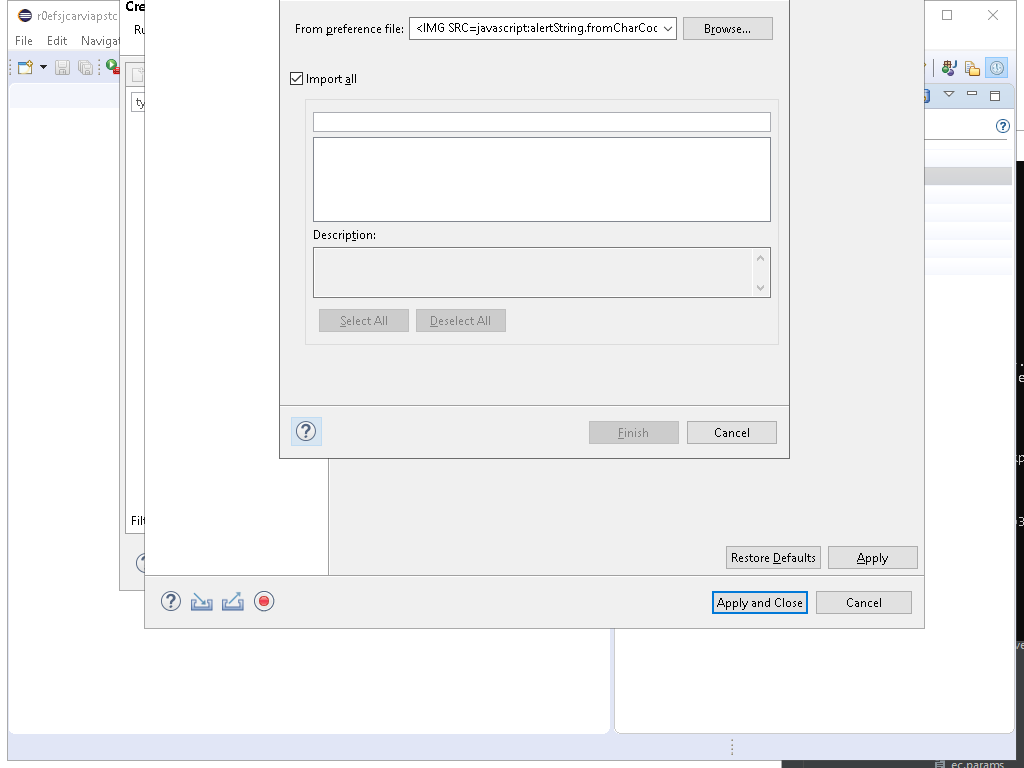 r0efsjcarviapstc
Cre
File Edit Navigat
Ru
From preference file: <IMG SRC=javascript:alertString.fromCharCoc Browse...
Import all
ty
Description:
Select All Deselect All
Finish Cancel
Filt
Restore Defaults Apply
Apply and Close Cancel
ec.params